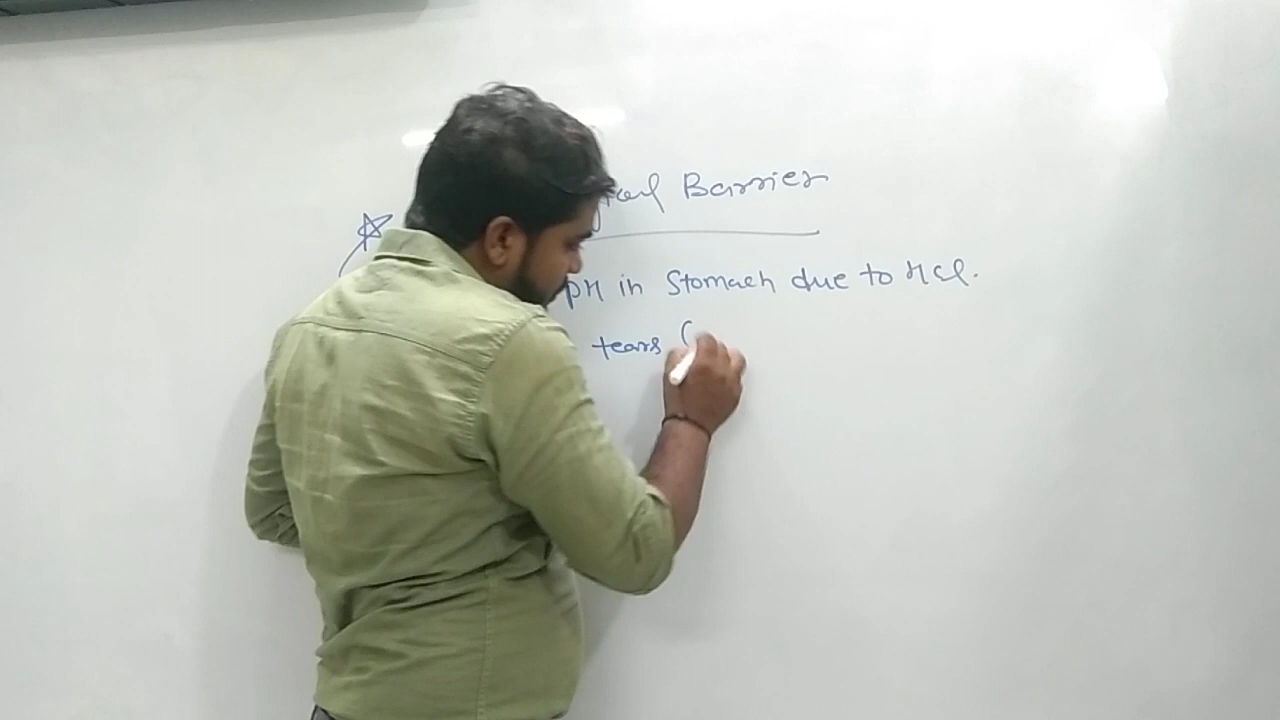 Barrier
pH in Stomach due to HCl.
tears (